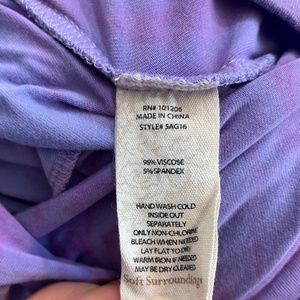 RN# 101206
MADE IN CHINA
STYLE# 5AG16
95% VISCOSE
5% SPANDEX
HAND WASH COLD
INSIDE OUT
SEPARATELY
ONLY NON-CHLORINE
BLEACH WHEN NEEDED
LAY FLAT TO DRY
WARM IRON IF NEEDED
MAY BE DRY CLEANED
Soft Surroundings